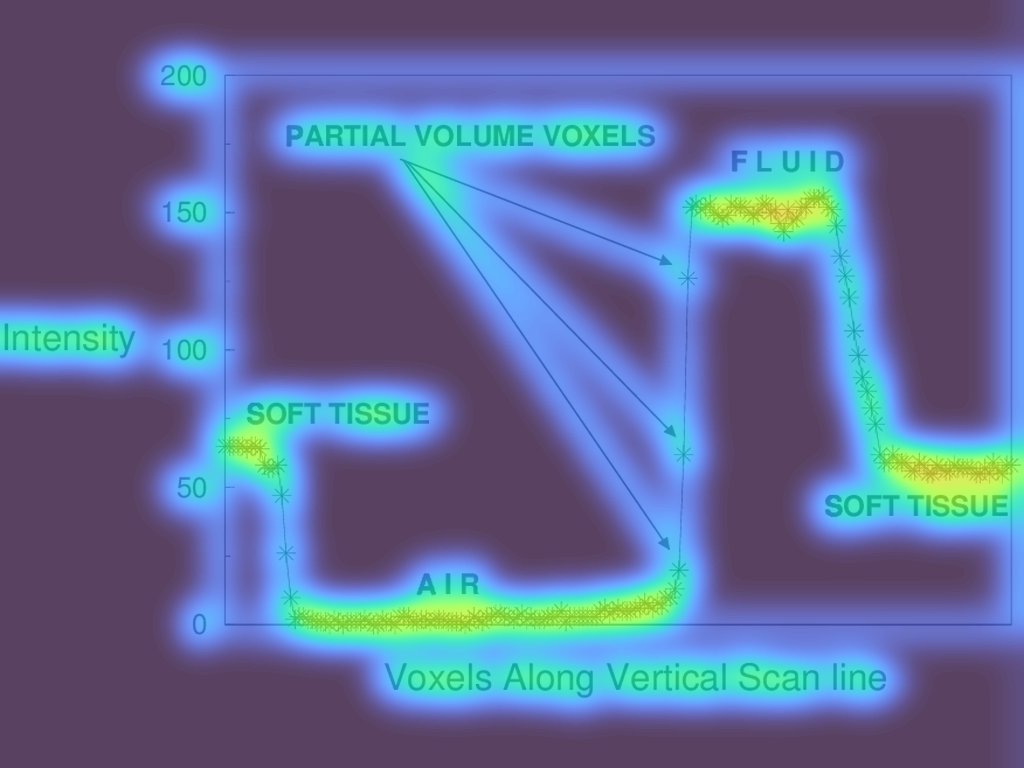 200
PARTIAL VOLUME VOXELS
F L U I D
150
Intensity
100
SOFT TISSUE
50
SOFT TISSUE
A I R
0
Voxels Along Vertical Scan line